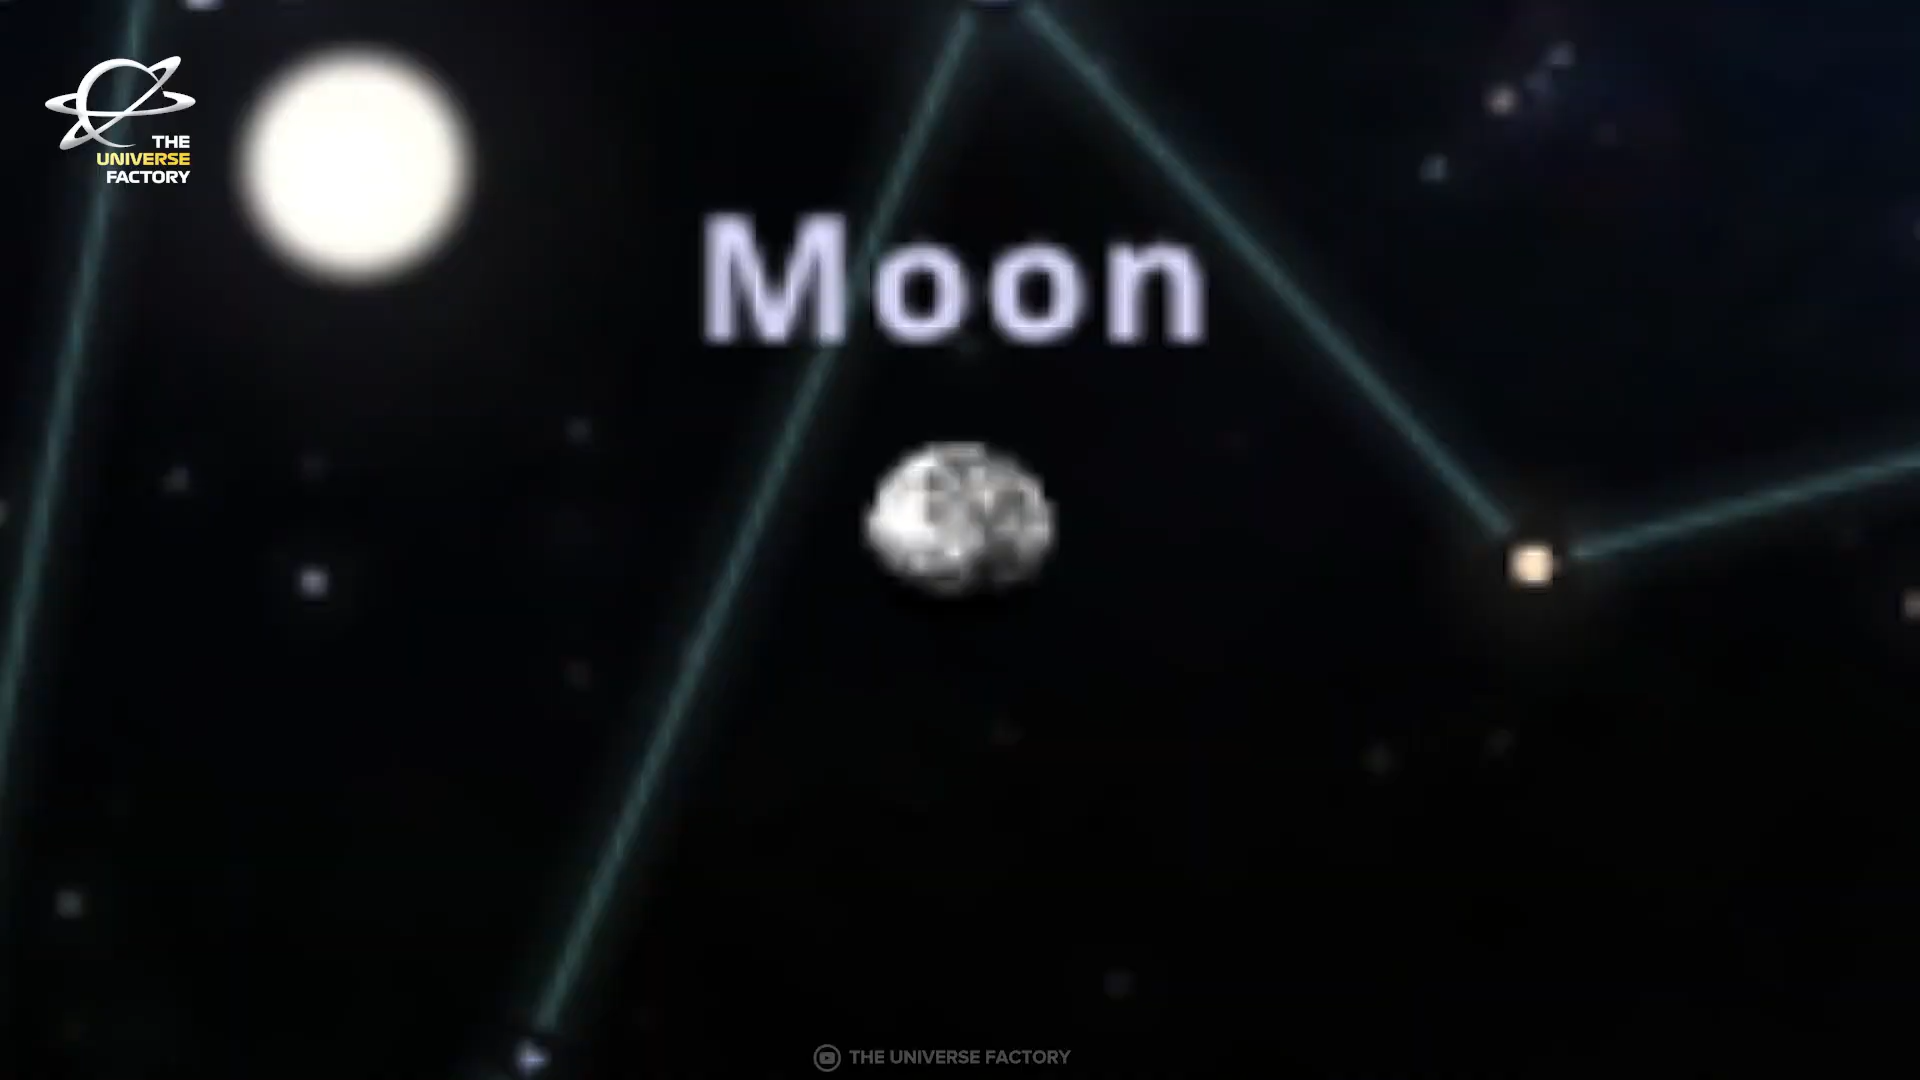 THE
UNIVERSE
FACTORY
Moon
THE UNIVERSE FACTORY